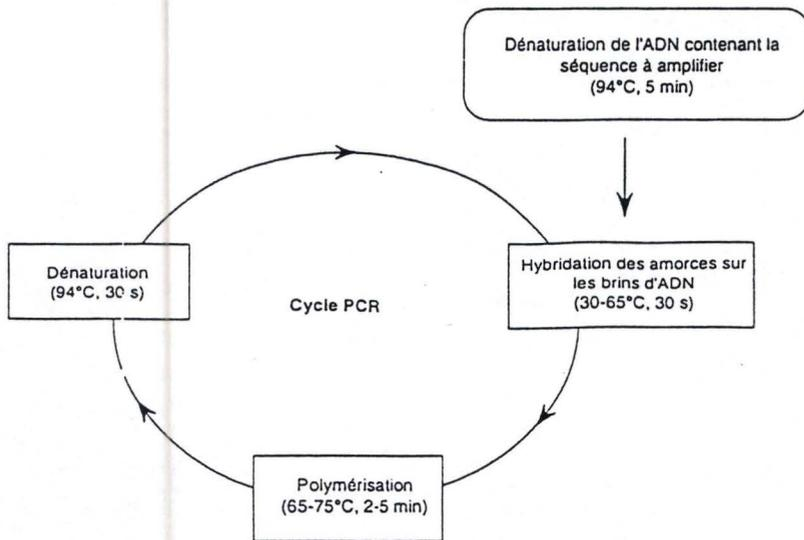 Dénaturation de l'ADN contenant la
séquence à amplifier
(94°C, 5 min)
Dénaturation
(94°C, 30 s)
Hybridation des amorces sur
les brins d'ADN
(30-65°C, 30 s)
Cycle PCR
Polymérisation
(65-75°C, 2-5 min)